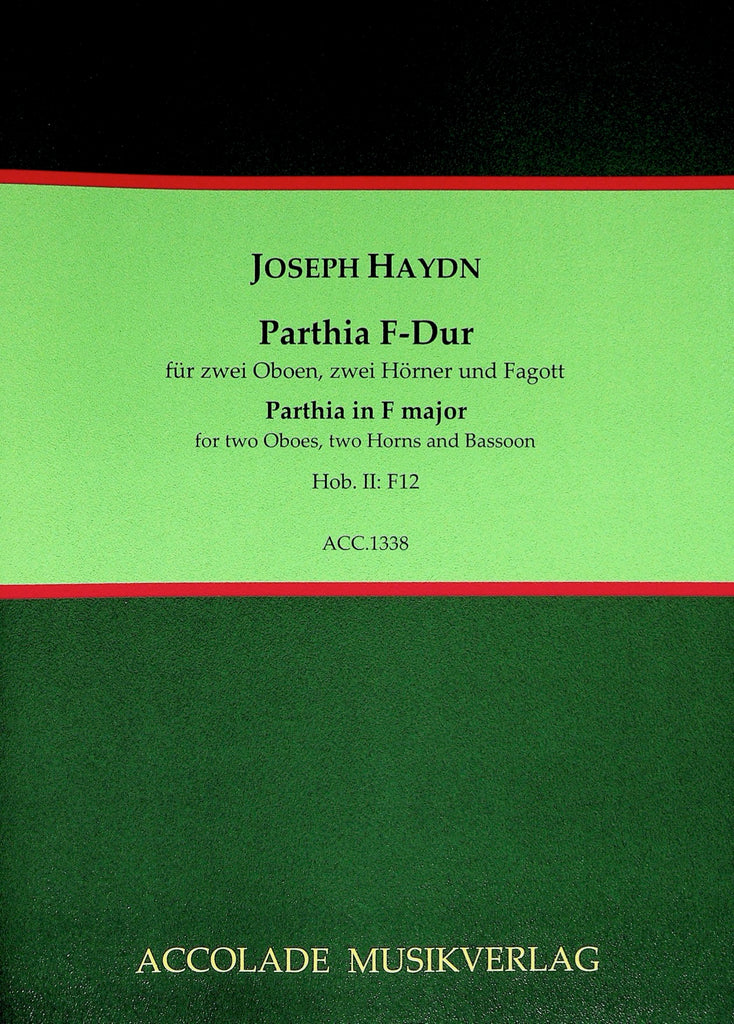 JOSEPH HAYDN
Parthia F-Dur
für zwei Oboen, zwei Hörner und Fagott
Parthia in F major
for two Oboes, two Horns and Bassoon
Hob. II: F12
ACC.1338
ACCOLADE MUSIKVERLAG